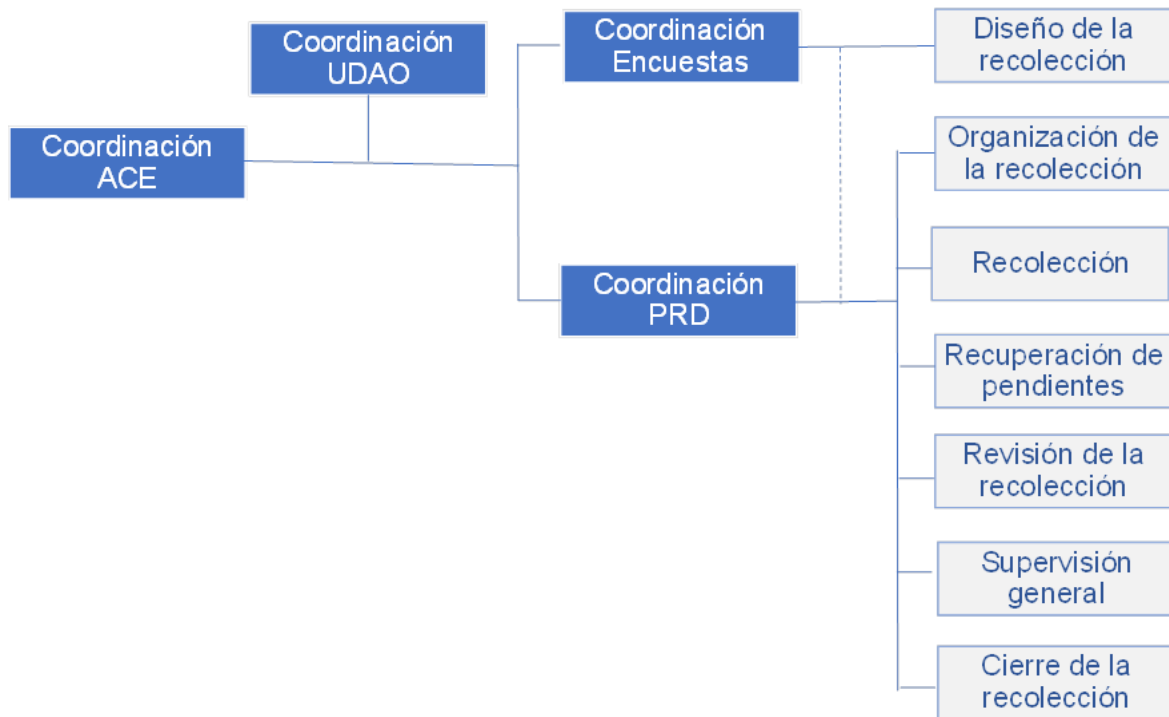 Coordinación
UDAO
Coordinación
ACE
Coordinación
Encuestas
Coordinación
PRD
Diseño de la
recolección
Organización de
la recolección
Recolección
Recuperación de
pendientes
Revisión de la
recolección
Supervisión
general
Cierre de la
recolección